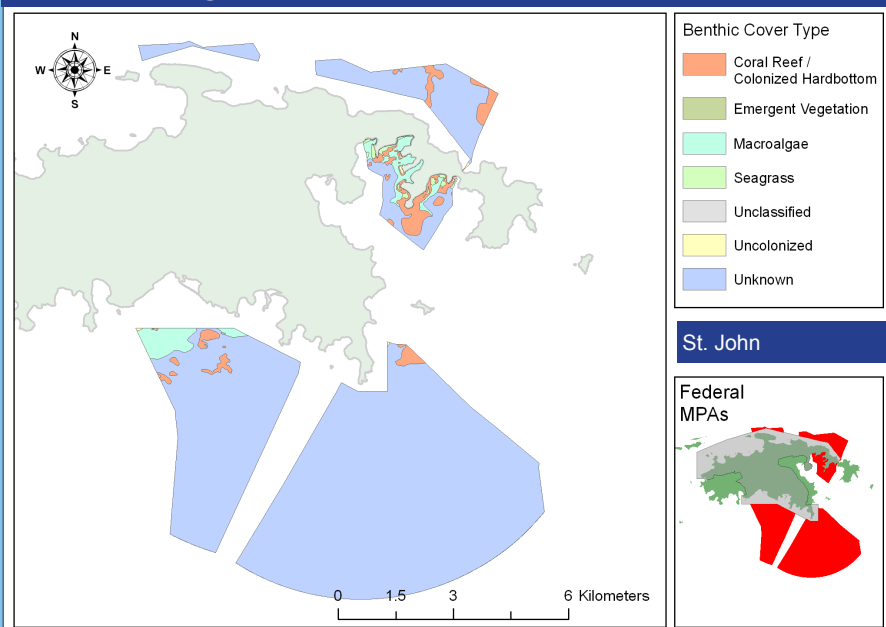 N
W E
S
Benthic Cover Type
Coral Reef /
Colonized Hardbottom
Emergent Vegetation
Macroalgae
Seagrass
Unclassified
Uncolonized
Unknown
St. John
Federal
MPAs
0 1.5 3 6 Kilometers